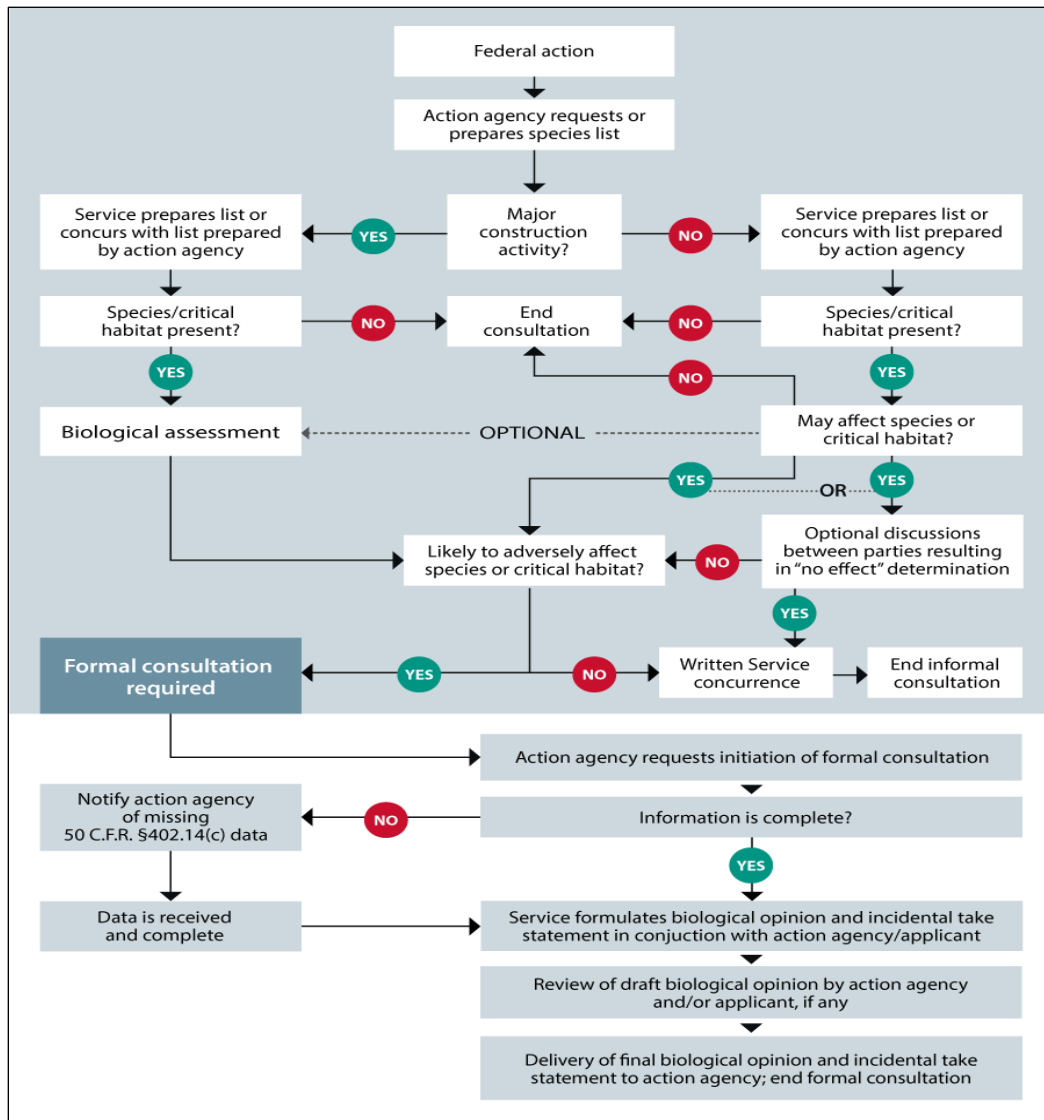 Federal action
Action agency requests or
prepares species list
Service prepares list or
concurs with list prepared
by action agency
YES
Major
construction
activity?
NO
Service prepares list or
concurs with list prepared
by action agency
Species/critical
habitat present?
NO
End
consultation
NO
Species/critical
habitat present?
YES
NO
YES
Biological assessment
OPTIONAL
May affect species or
critical habitat?
YES
OR
YES
Likely to adversely affect
species or critical habitat?
NO
Optional discussions
between parties resulting
in “no effect” determination
YES
Formal consultation
required
YES
NO
Written Service
concurrence
End informal
consultation
Action agency requests initiation of formal consultation
Notify action agency
of missing
50 C.F.R. §402.14(c) data
NO
Information is complete?
YES
Data is received
and complete
Service formulates biological opinion and incidental take
statement in conjuction with action agency/applicant
Review of draft biological opinion by action agency
and/or applicant, if any
Delivery of final biological opinion and incidental take
statement to action agency; end formal consultation